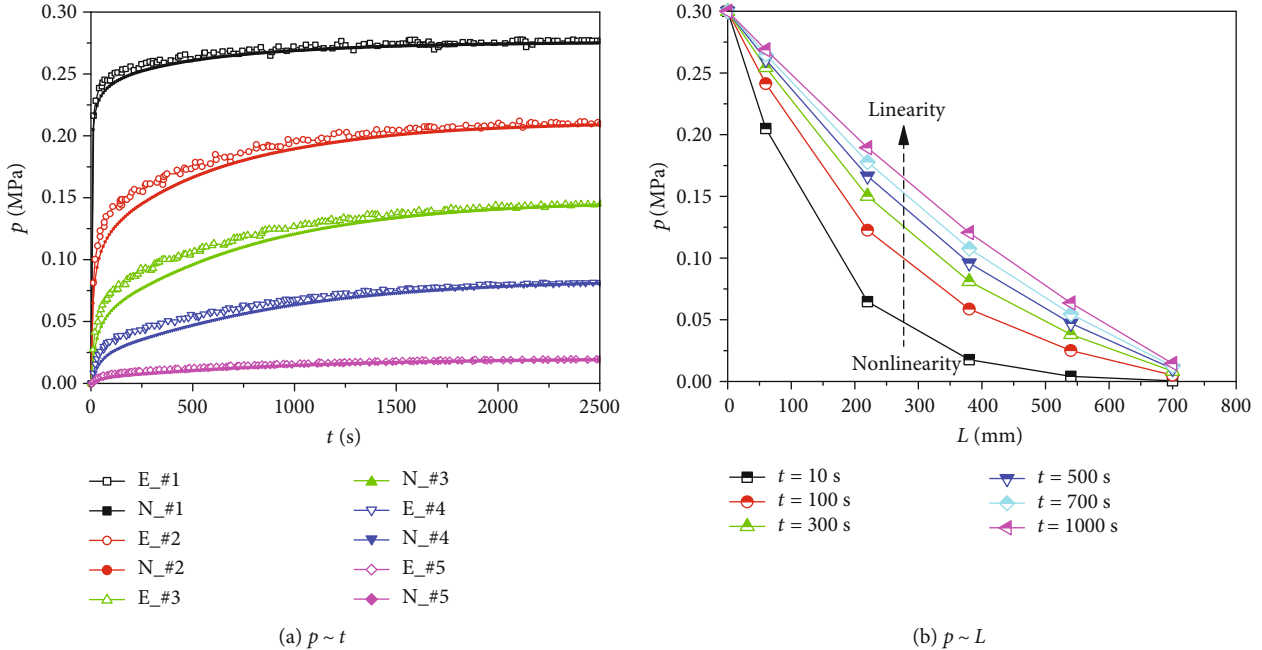 0.30
0.25
0.20
0.15
0.10
0.05
0.00
p (MPa)
0 500 1000 1500 2000 2500
t (s)
E_#1
N_#1
E_#2
N_#2
E_#3
N_#3
E_#4
N_#4
E_#5
N_#5
(a) p ~ t
0.30
0.25
0.20
0.15
0.10
0.05
0.00
p (MPa)
Linearity
Nonlinearity
0 100 200 300 400 500 600 700 800
L (mm)
t = 10 s
t = 100 s
t = 300 s
t = 500 s
t = 700 s
t = 1000 s
(b) p ~ L